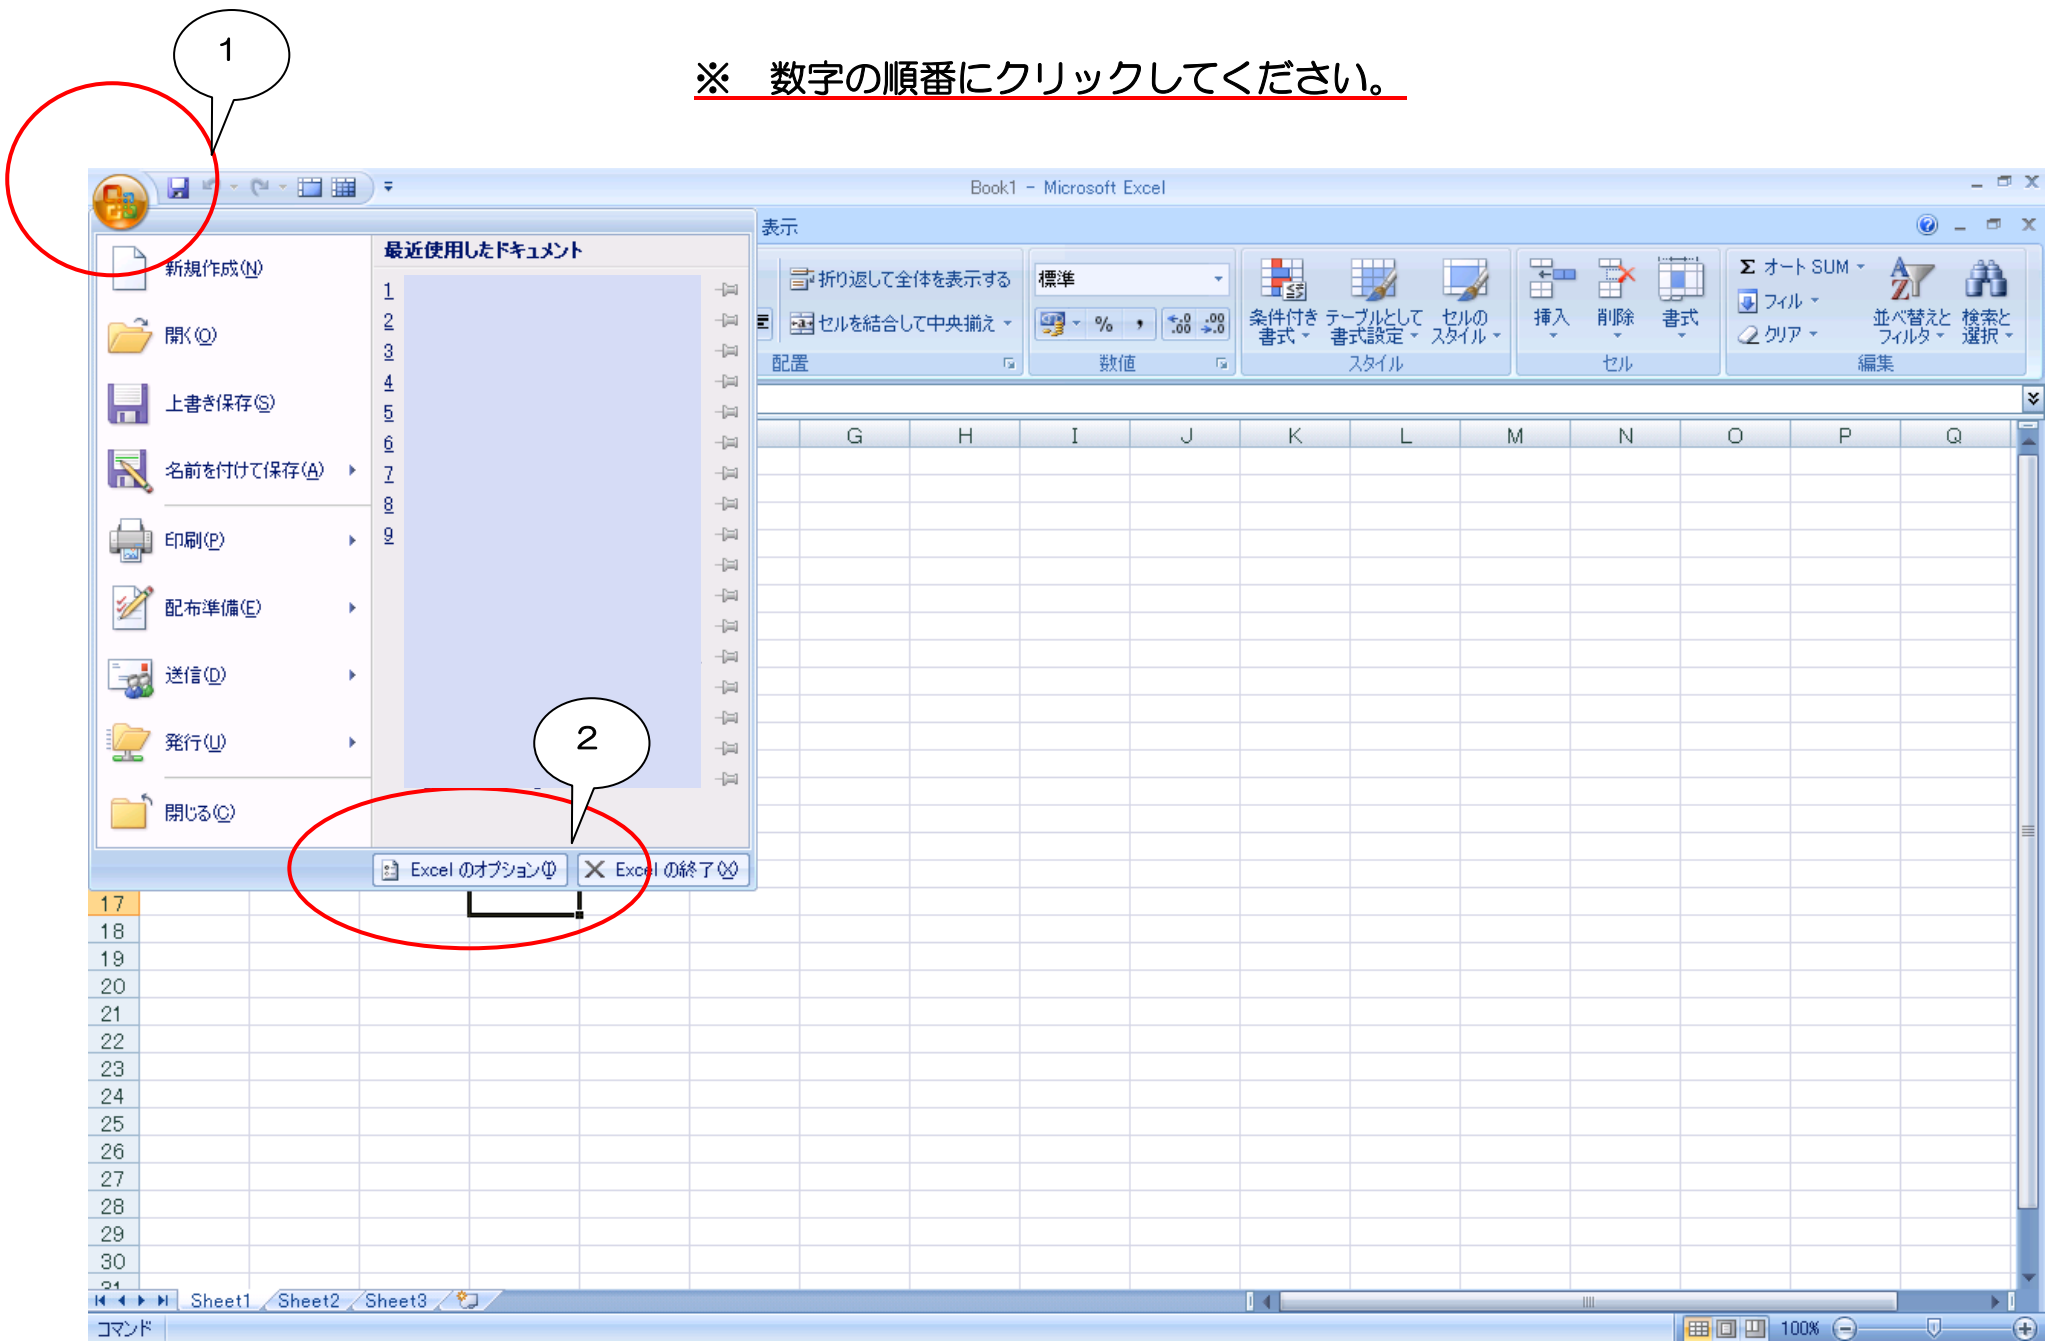 1
※　数字の順番にクリックしてください。
Book1 - Microsoft Excel
表示
新規作成(N)
開く(O)
上書き保存(S)
名前を付けて保存(A)
印刷(P)
配布準備(E)
送信(D)
発行(U)
閉じる(C)
最近使用したドキュメント
1
2
3
4
5
6
7
8
9
2
Excel のオプション(I)
Excel の終了(X)
折り返して全体を表示する
セルを結合して中央揃え
配置
標準
%
,
.0 .00
.00 .0
数値
条件付き書式
テーブルとして書式設定
セルのスタイル
スタイル
挿入
削除
書式
セル
Σ オート SUM
フィル
クリア
並べ替えとフィルタ
検索と選択
編集
G H I J K L M N O P Q
17
18
19
20
21
22
23
24
25
26
27
28
29
30
31
Sheet1 Sheet2 Sheet3
コマンド
100%